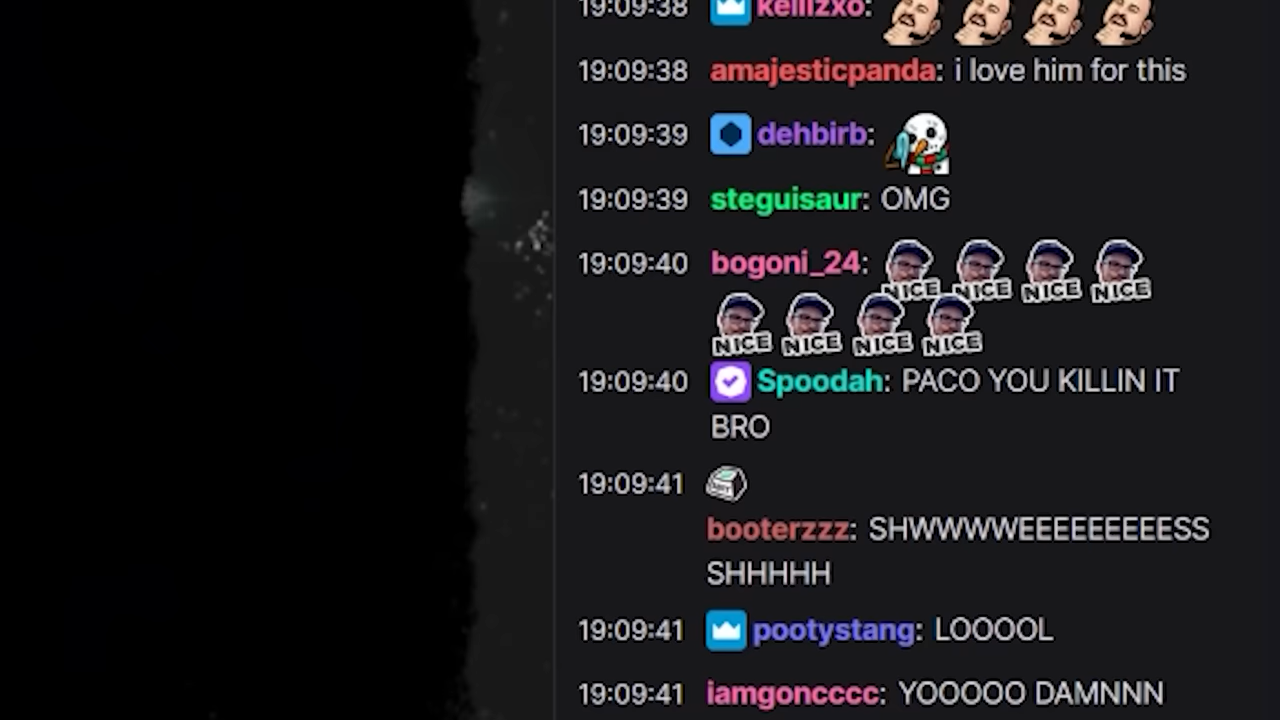 19:09:38 kellizxo:
19:09:38 amajesticpanda: i love him for this
19:09:39 dehbirb:
19:09:39 steguisaur: OMG
19:09:40 bogoni_24: NICE NICE NICE NICE
NICE NICE NICE NICE
19:09:40 Spoodah: PACO YOU KILLIN IT
BRO
19:09:41
booterzzz: SHWWWWEEEEEEEEESS
SHHHHH
19:09:41 pootystang: LOOOOL
19:09:41 iamgoncccc: YOOOOO DAMNNN